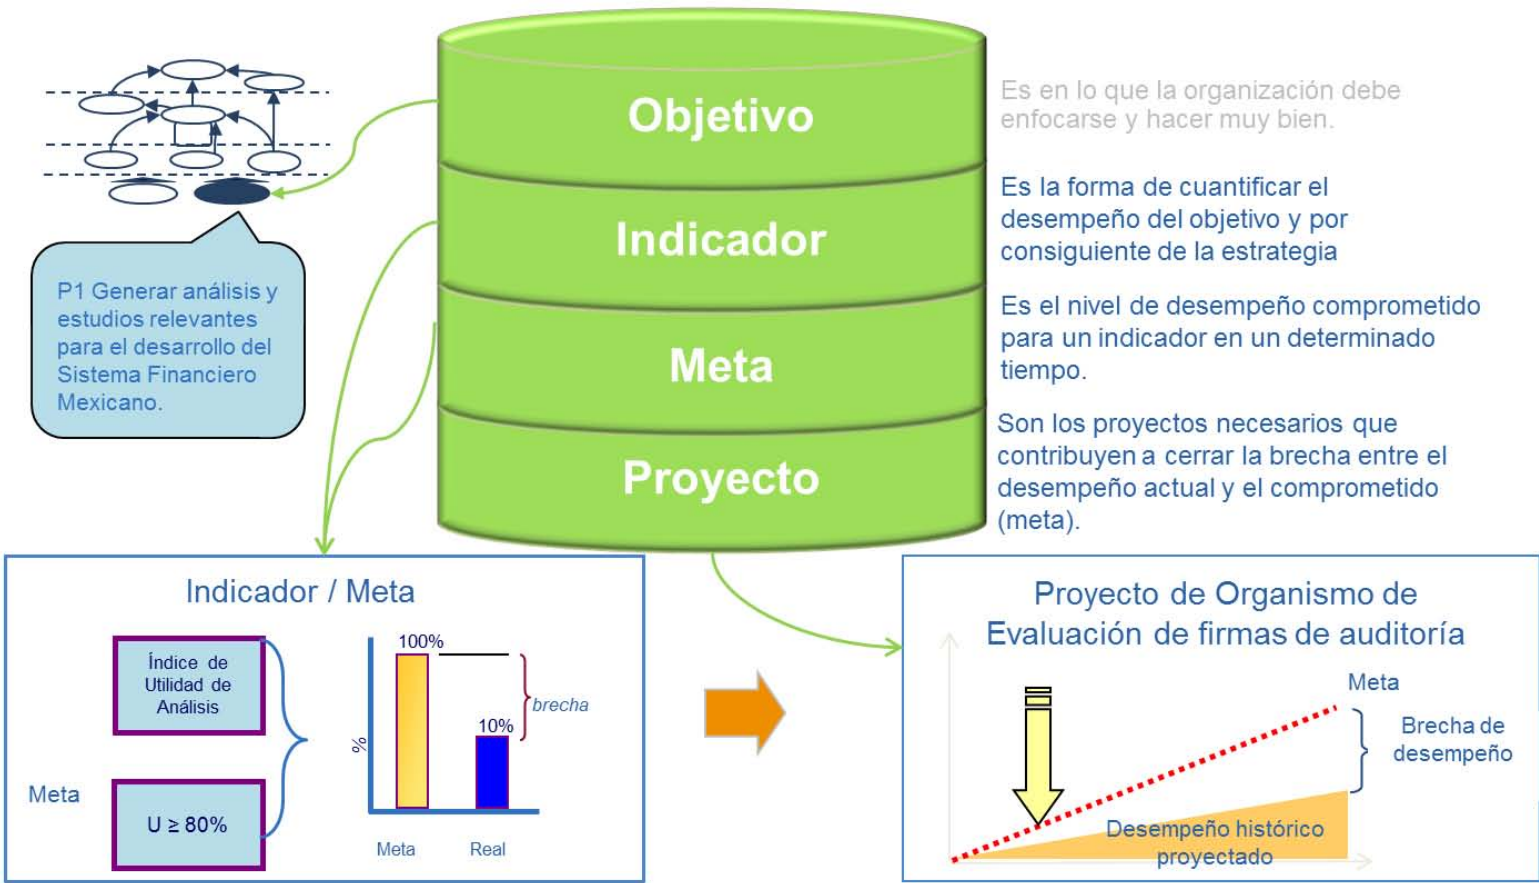 Objetivo
Es en lo que la organización debe
enfocarse y hacer muy bien.
Indicador
Es la forma de cuantificar el
desempeño del objetivo y por
consiguiente de la estrategia
Meta
Es el nivel de desempeño comprometido
para un indicador en un determinado
tiempo.
Proyecto
Son los proyectos necesarios que
contribuyen a cerrar la brecha entre el
desempeño actual y el comprometido
(meta).
P1 Generar análisis y
estudios relevantes
para el desarrollo del
Sistema Financiero
Mexicano.
Indicador / Meta
Índice de
Utilidad de
Análisis
Meta
U ≥ 80%
%
100%
10%
brecha
Meta
Real
Proyecto de Organismo de
Evaluación de firmas de auditoría
Meta
Brecha de
desempeño
Desempeño histórico
proyectado